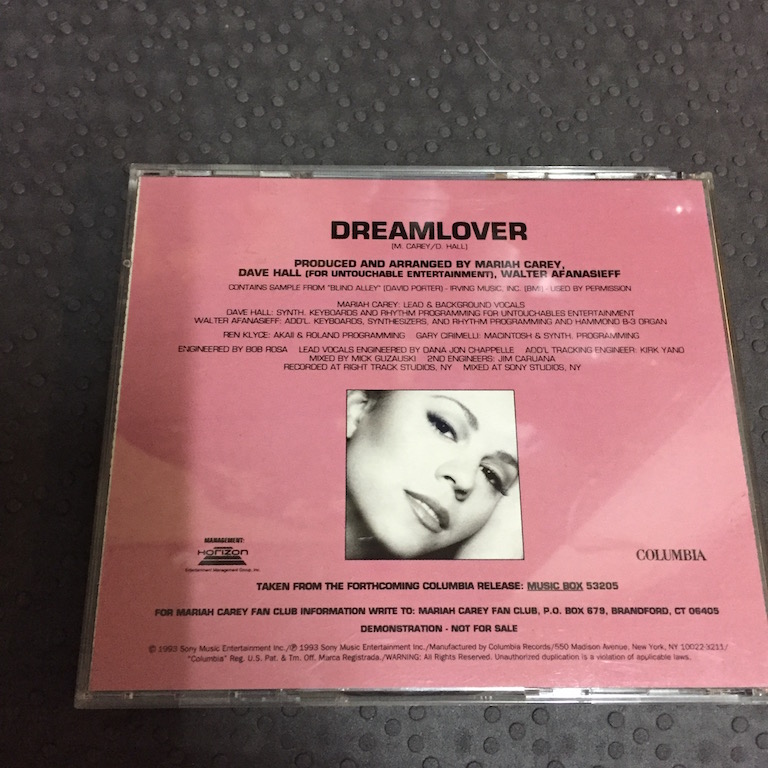 DREAMLOVER
(M. CAREY/D. HALL)
PRODUCED AND ARRANGED BY MARIAH CAREY,
DAVE HALL (FOR UNTOUCHABLE ENTERTAINMENT), WALTER AFANASIEFF
CONTAINS SAMPLE FROM "BLIND ALLEY" (DAVID PORTER) - IRVING MUSIC, INC. (BMI) - USED BY PERMISSION
MARIAH CAREY: LEAD & BACKGROUND VOCALS
DAVE HALL: SYNTH. KEYBOARDS AND RHYTHM PROGRAMMING FOR UNTOUCHABLES ENTERTAINMENT
WALTER AFANASIEFF: ADD'L. KEYBOARDS, SYNTHESIZERS, AND RHYTHM PROGRAMMING AND HAMMOND B-3 ORGAN
REN KLYCE: AKAII & ROLAND PROGRAMMING GARY CIRIMELLI: MACINTOSH & SYNTH. PROGRAMMING
ENGINEERED BY BOB ROSA LEAD VOCALS ENGINEERED BY DANA JON CHAPPELLE ADD'L TRACKING ENGINEER: KIRK YANO
MIXED BY MICK GUZAUSKI 2ND ENGINEERS: JIM CARUANA
RECORDED AT RIGHT TRACK STUDIOS, NY MIXED AT SONY STUDIOS, NY
MANAGEMENT:
HORIZON
Entertainment Management Group, Inc.
COLUMBIA
TAKEN FROM THE FORTHCOMING COLUMBIA RELEASE: MUSIC BOX 53205
FOR MARIAH CAREY FAN CLUB INFORMATION WRITE TO: MARIAH CAREY FAN CLUB, P.O. BOX 679, BRANDFORD, CT 06405
DEMONSTRATION - NOT FOR SALE
© 1993 Sony Music Entertainment Inc./℗ 1993 Sony Music Entertainment Inc./Manufactured by Columbia Records/550 Madison Avenue, New York, NY 10022-3211/
"Columbia" Reg. U.S. Pat. & Tm. Off. Marca Registrada./WARNING: All Rights Reserved. Unauthorized duplication is a violation of applicable laws.